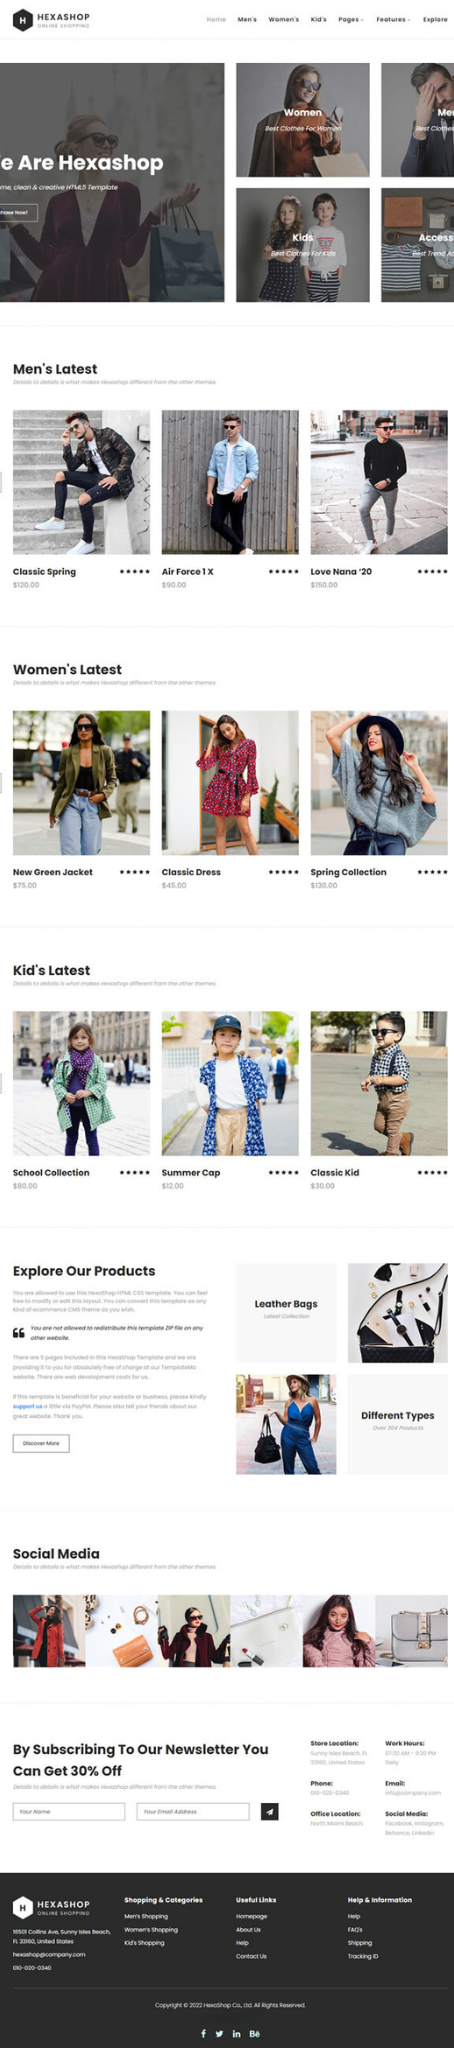 HEXASHOP
ONLINE SHOPPING
Home Men's Women's Kid's Pages Features Explore
e Are Hexashop
me, clean & creative HTML5 Template
hase Now!
Women
Best Clothes For Women
Me
Best Clothes
Kids
Best Clothes For Kids
Access
Best Trend Ac
Men's Latest
Details to details is what makes Hexashop different from the other themes.
Classic Spring
$120.00
Air Force 1 X
$90.00
Love Nana '20
$150.00
Women's Latest
Details to details is what makes Hexashop different from the other themes.
New Green Jacket
$75.00
Classic Dress
$45.00
Spring Collection
$130.00
Kid's Latest
Details to details is what makes Hexashop different from the other themes.
School Collection
$80.00
Summer Cap
$12.00
Classic Kid
$30.00
Explore Our Products
You are allowed to use this HexaShop HTML CSS template. You can feel
free to modify or edit this layout. You can convert this template as any
kind of ecommerce CMS theme as you wish.
You are not allowed to redistribute this template ZIP file on any
other website.
There are 5 pages included in this HexaShop Template and we are
providing it to you for absolutely free of charge at our TemplateMo
website. There are web development costs for us.
If this template is beneficial for your website or business, please kindly
support us a little via PayPal. Please also tell your friends about our
great website. Thank you.
Discover More
Leather Bags
Latest Collection
Different Types
Over 304 Products
Social Media
Details to details is what makes Hexashop different from the other themes.
By Subscribing To Our Newsletter You
Can Get 30% Off
Details to details is what makes Hexashop different from the other themes.
Your Name
Your Email Address
Store Location:
Sunny Isles Beach, FL
33160, United States
Phone:
010-020-0340
Office Location:
North Miami Beach
Work Hours:
07:30 AM - 9:30 PM
Daily
Email:
info@company.com
Social Media:
Facebook, Instagram,
Behance, Linkedin
HEXASHOP
ONLINE SHOPPING
16501 Collins Ave, Sunny Isles Beach,
FL 33160, United States
hexashop@company.com
010-020-0340
Shopping & Categories
Men's Shopping
Women's Shopping
Kid's Shopping
Useful Links
Homepage
About Us
Help
Contact Us
Help & Information
Help
FAQ's
Shipping
Tracking ID
Copyright © 2022 HexaShop Co., Ltd. All Rights Reserved.